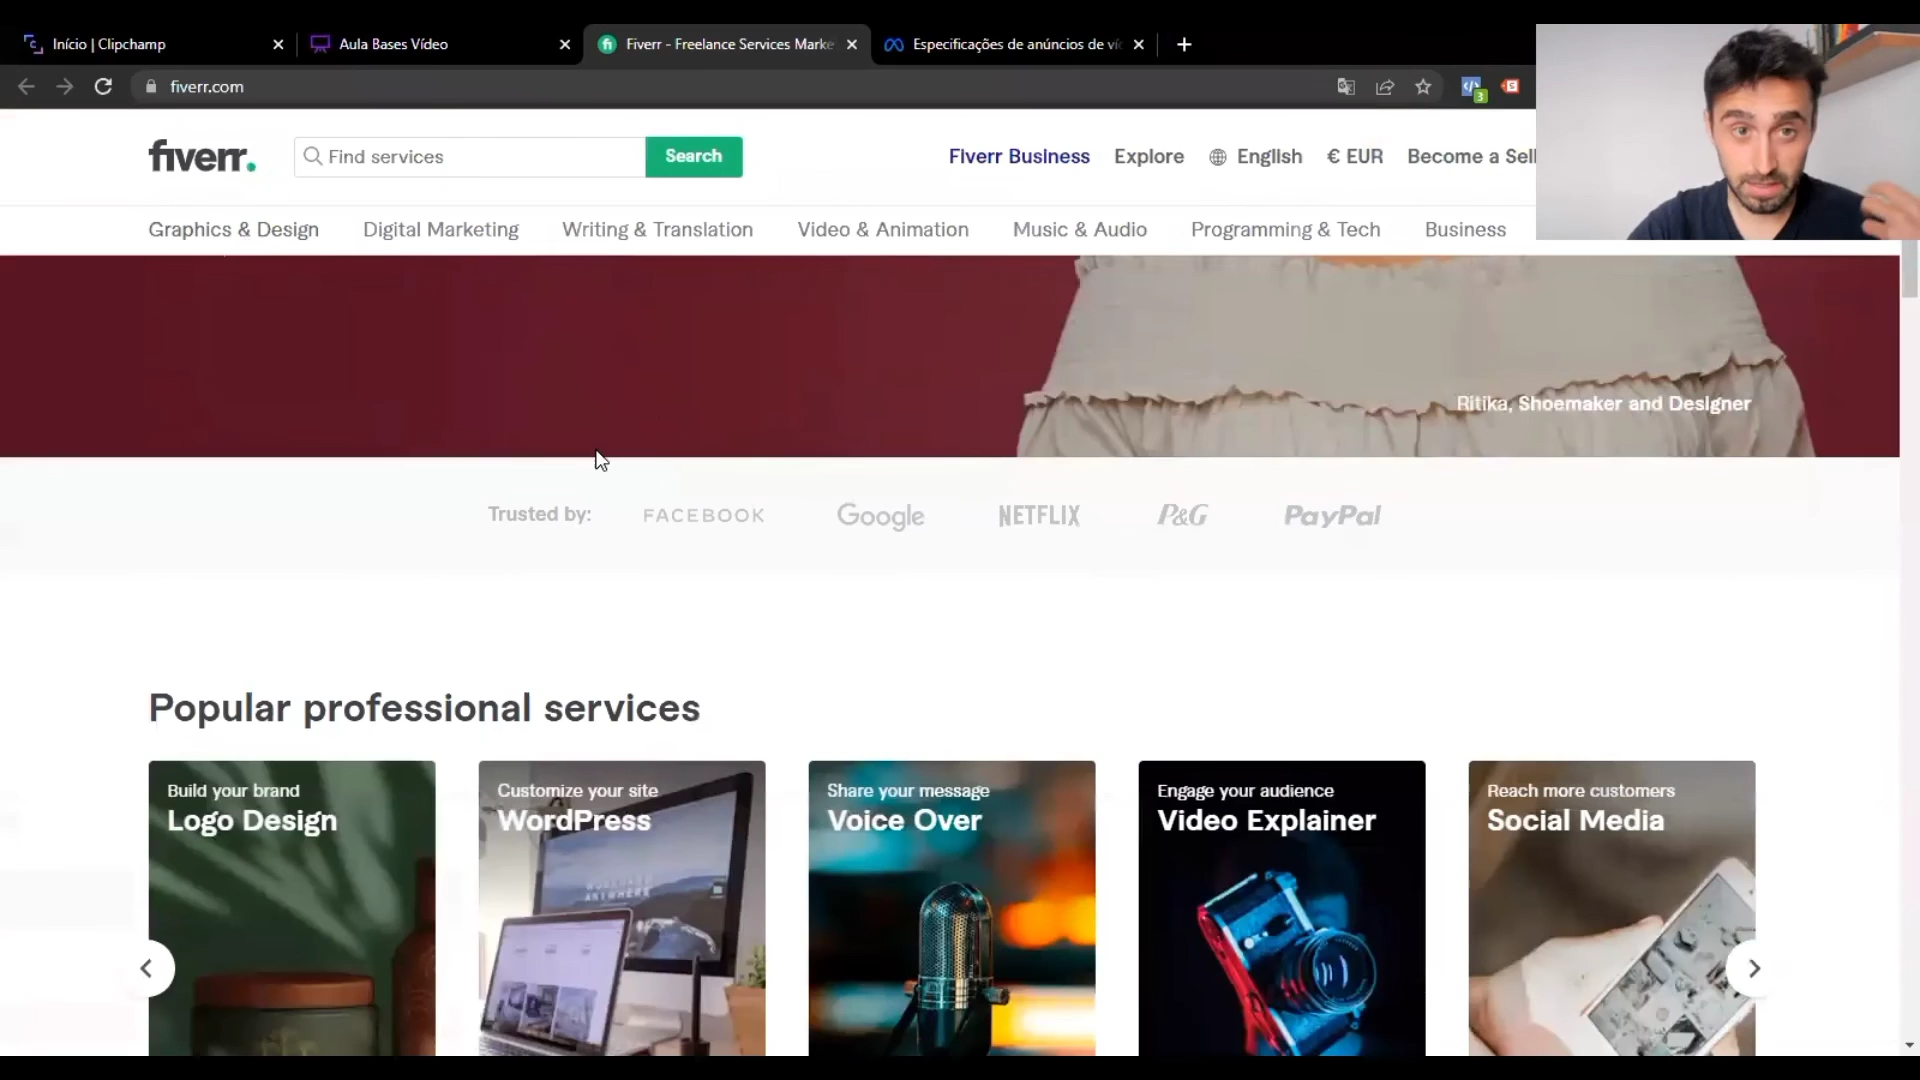 Início | Clipchamp
Aula Bases Vídeo
Fiverr - Freelance Services Marke
Especificações de anúncios de ví
fiverr.com
3
fiverr.
Find services
Search
Fiverr Business
Explore
English
€ EUR
Become a Sell
Graphics & Design
Digital Marketing
Writing & Translation
Video & Animation
Music & Audio
Programming & Tech
Business
Ritika, Shoemaker and Designer
Trusted by:
FACEBOOK
Google
NETFLIX
P&G
PayPal
Popular professional services
Build your brand
Logo Design
Customize your site
WordPress
Share your message
Voice Over
Engage your audience
Video Explainer
Reach more customers
Social Media